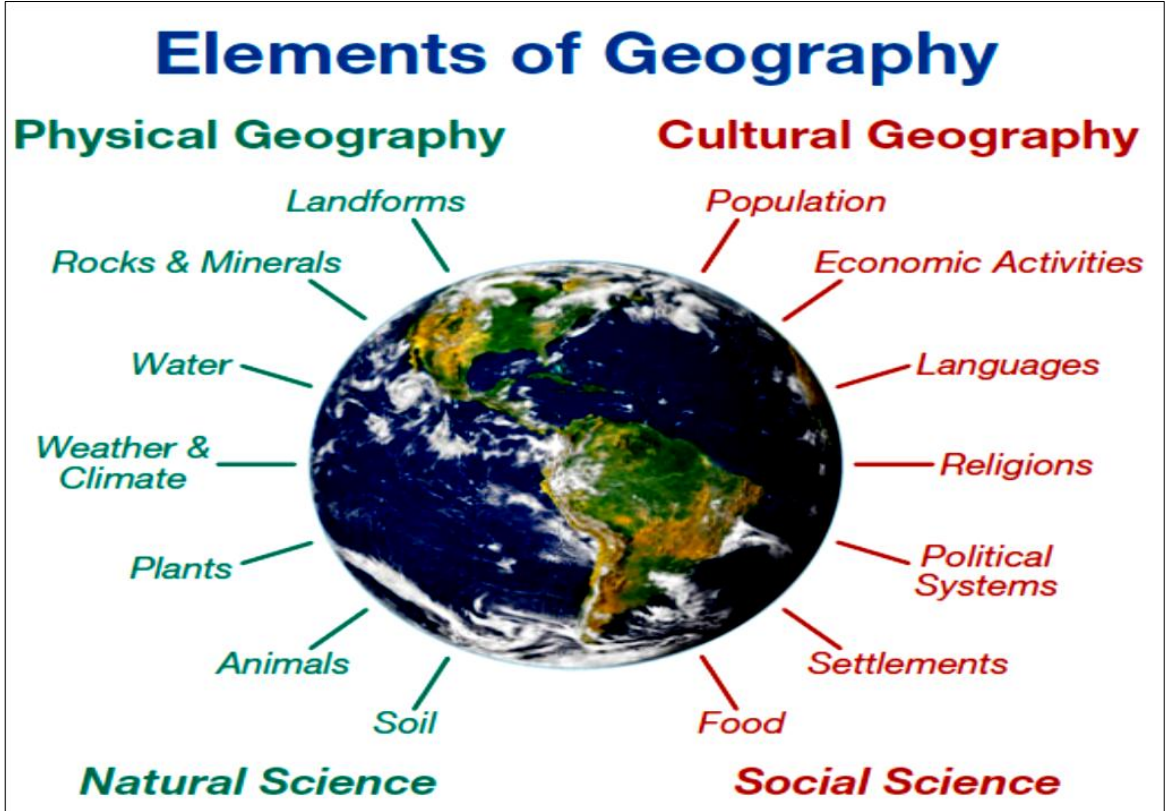 Elements of Geography
Physical Geography
Landforms
Rocks & Minerals
Water
Weather &
Climate
Plants
Animals
Soil
Natural Science
Cultural Geography
Population
Economic Activities
Languages
Religions
Political
Systems
Settlements
Food
Social Science